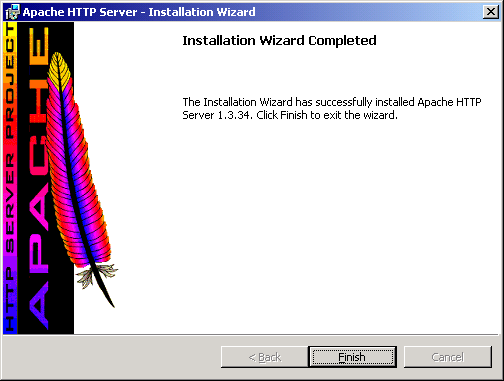 Apache HTTP Server - Installation Wizard
HTTP SERVER PROJECT
APACHE
Installation Wizard Completed
The Installation Wizard has successfully installed Apache HTTP
Server 1.3.34. Click Finish to exit the wizard.
< Back
Finish
Cancel